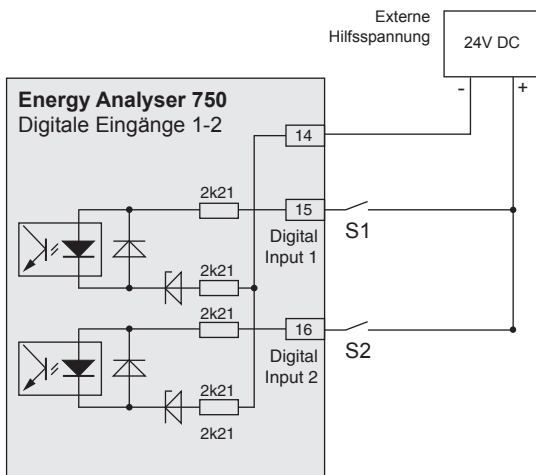 Externe
Hilfsspannung
24V DC
- +
Energy Analyser 750
Digitale Eingänge 1-2
14
2k21
15
S1
Digital
Input 1
2k21
2k21
16
S2
Digital
Input 2
2k21
2k21